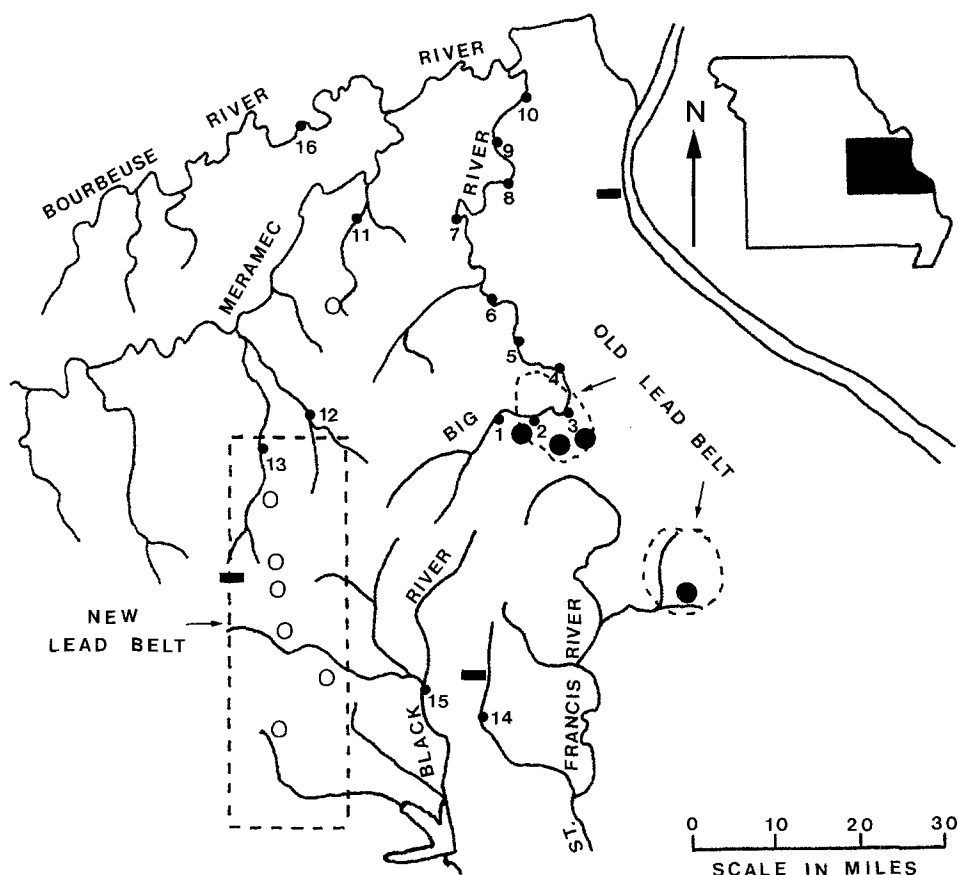 RIVER
RIVER
BOURBEUSE
16
10
9
RIVER
8
7
11
N
MERAMEC
6
5
4
OLD LEAD BELT
BIG
1
2
3
12
13
RIVER
NEW
LEAD BELT
15
BLACK
14
ST. FRANCIS RIVER
0 10 20 30
SCALE IN MILES